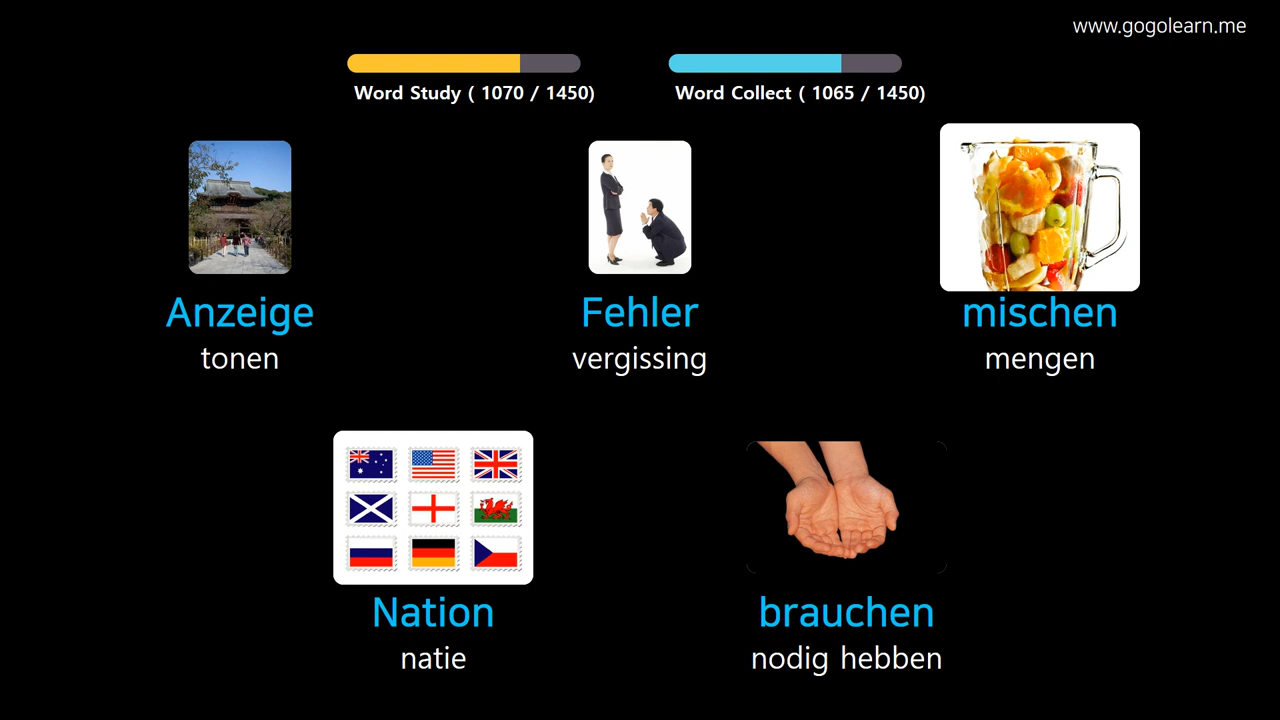 www.gogolearn.me
Word Study ( 1070 / 1450)
Word Collect ( 1065 / 1450)
Anzeige
tonen
Fehler
vergissing
mischen
mengen
Nation
natie
brauchen
nodig hebben